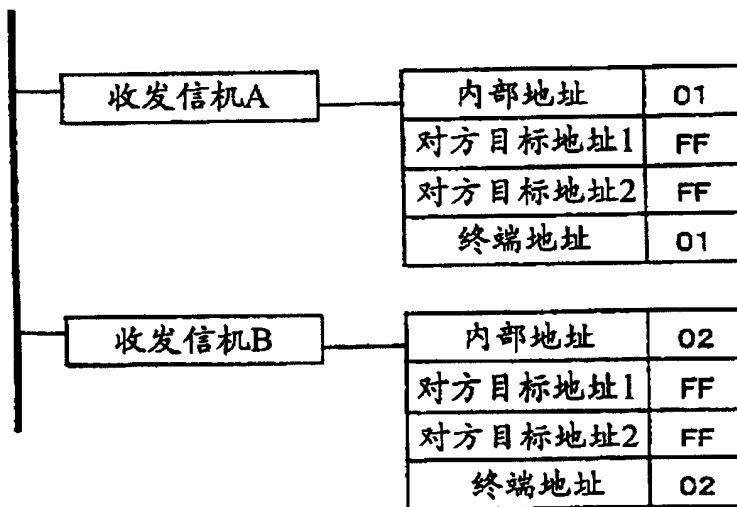 收发信机A
内部地址 01
对方目标地址1 FF
对方目标地址2 FF
终端地址 01
收发信机B
内部地址 02
对方目标地址1 FF
对方目标地址2 FF
终端地址 02